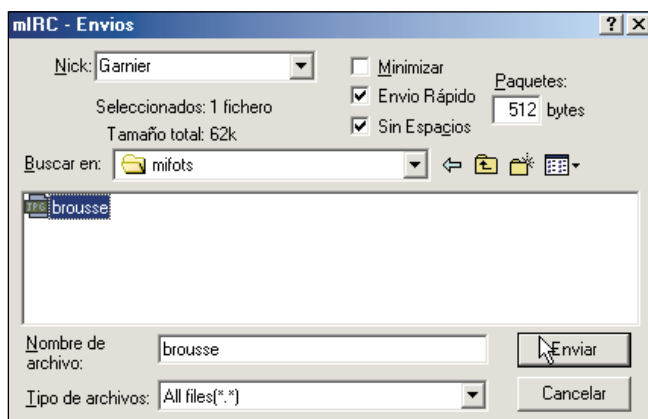 mIRC - Envios
Nick: Garnier
Minimizar
Envio Rápido
Sin Espacios
Paquetes:
512 bytes
Seleccionados: 1 fichero
Tamaño total: 62k
Buscar en: mifots
brousse
Nombre de archivo: brousse
Enviar
Tipo de archivos: All files(*.*)
Cancelar